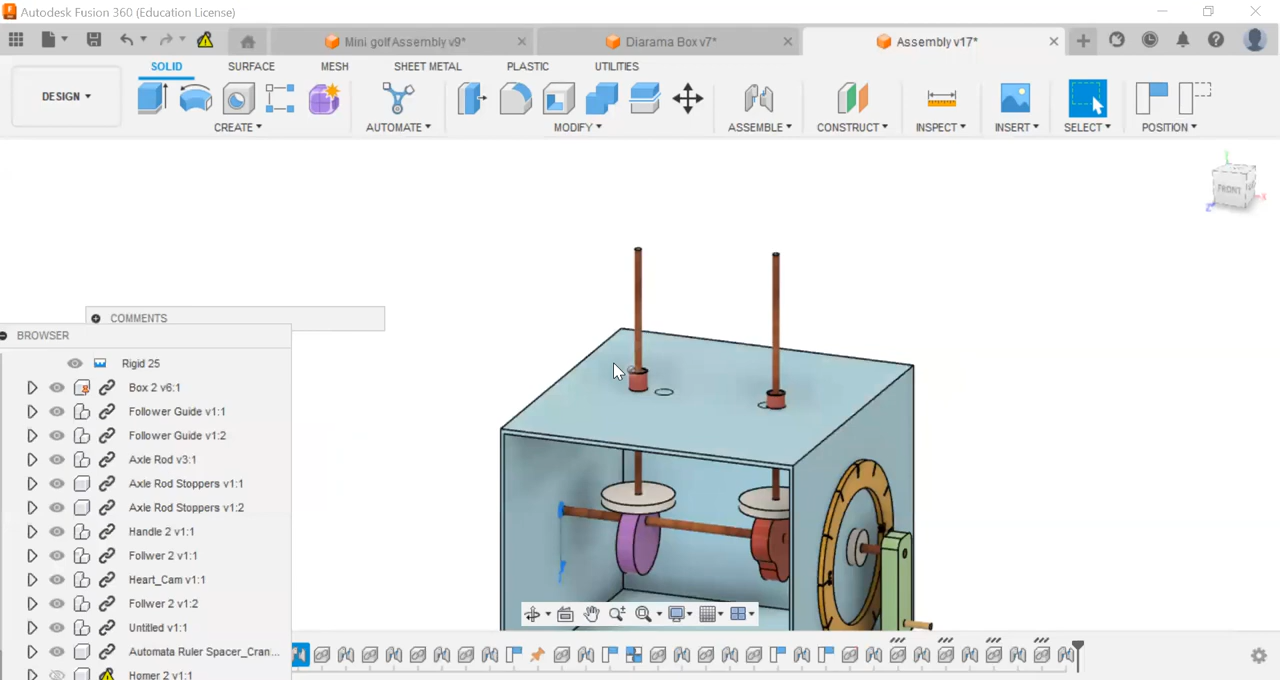 Autodesk Fusion 360 (Education License)
Mini golf Assembly v9*
Diarama Box v7*
Assembly v17*
SOLID SURFACE MESH SHEET METAL PLASTIC UTILITIES
DESIGN
CREATE AUTOMATE MODIFY ASSEMBLE CONSTRUCT INSPECT INSERT SELECT POSITION
FRONT
Y
X
Z
COMMENTS
BROWSER
Rigid 25
Box 2 v6:1
Follower Guide v1:1
Follower Guide v1:2
Axle Rod v3:1
Axle Rod Stoppers v1:1
Axle Rod Stoppers v1:2
Handle 2 v1:1
Follwer 2 v1:1
Heart_Cam v1:1
Follwer 2 v1:2
Untitled v1:1
Automata Ruler Spacer_Cran...
Homer 2 v1:1